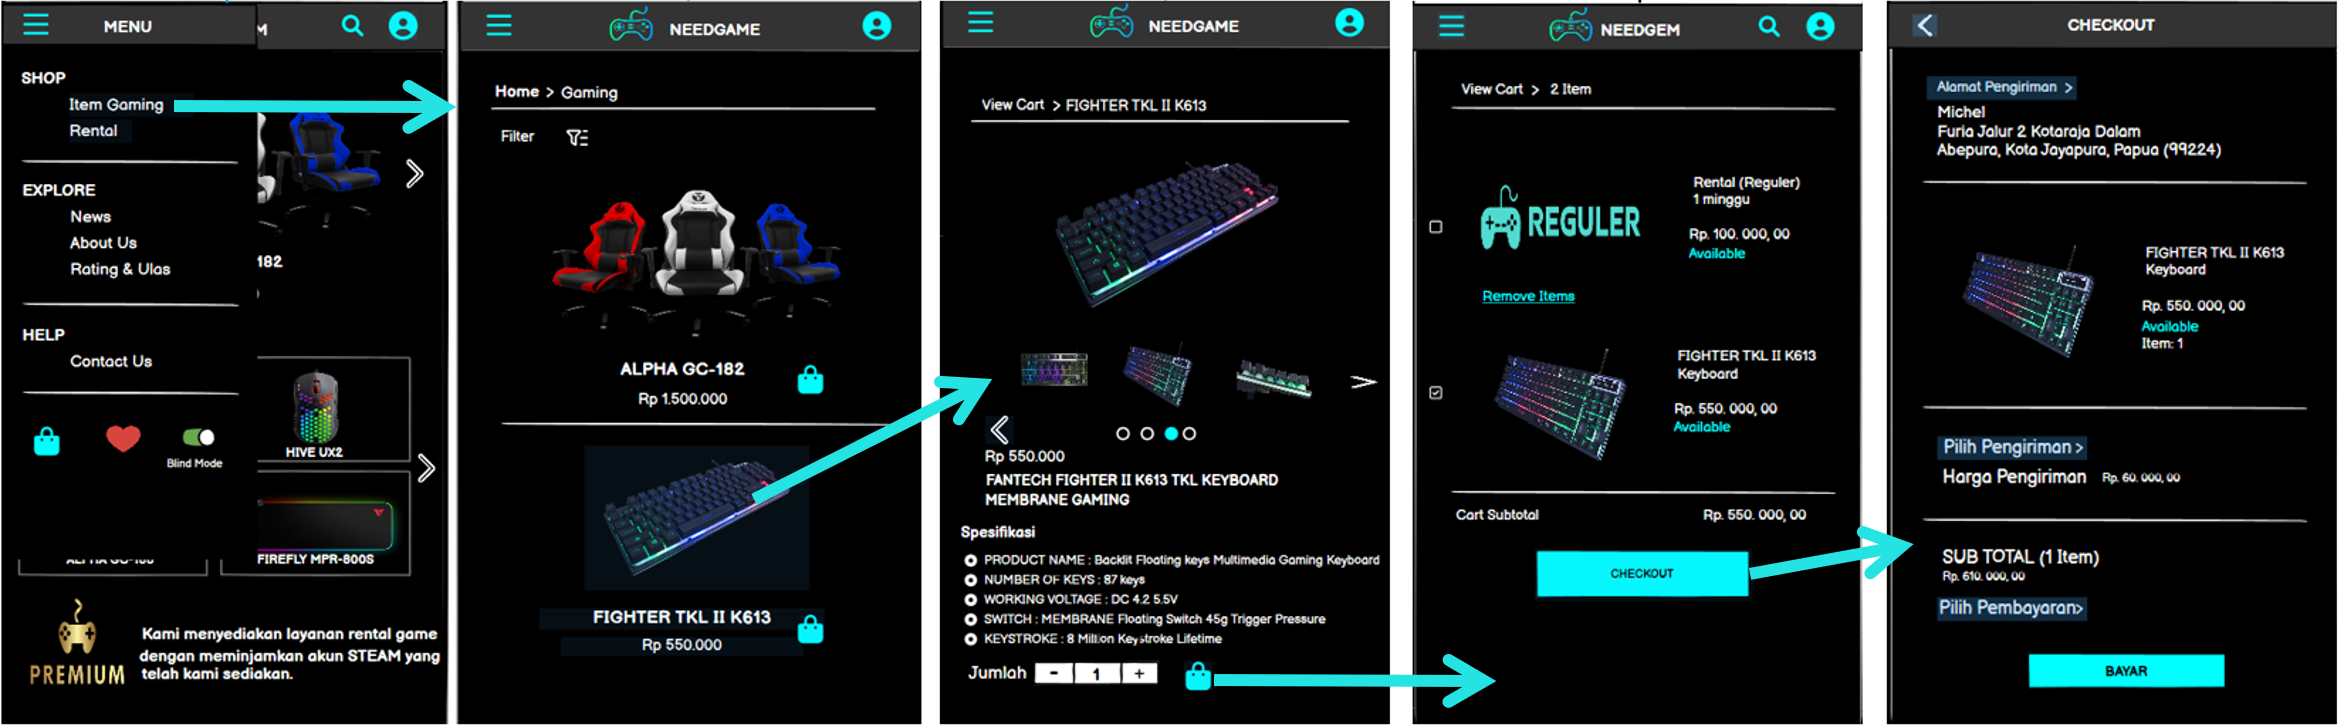 MENU
M
SHOP
Item Gaming
Rental
EXPLORE
News
About Us
Rating & Ulas
182
HELP
Contact Us
Blind Mode
HIVE UX2
FIREFLY MPR-800S
PREMIUM
Kami menyediakan layanan rental game
dengan meminjamkan akun STEAM yang
telah kami sediakan.
NEEDGAME
Home > Gaming
Filter
ALPHA GC-182
Rp 1.500.000
FIGHTER TKL II K613
Rp 550.000
NEEDGAME
View Cart > FIGHTER TKL II K613
>
Rp 550.000
FANTECH FIGHTER II K613 TKL KEYBOARD
MEMBRANE GAMING
Spesifikasi
PRODUCT NAME : Backlit Floating keys Multimedia Gaming Keyboard
NUMBER OF KEYS : 87 keys
WORKING VOLTAGE : DC 4.2 5.5V
SWITCH : MEMBRANE Floating Switch 45g Trigger Pressure
KEYSTROKE : 8 Million Keystroke Lifetime
Jumlah - 1 +
NEEDGEM
View Cart > 2 Item
REGULER
Rental (Reguler)
1 minggu
Rp. 100. 000, 00
Available
Remove Items
FIGHTER TKL II K613
Keyboard
Rp. 550. 000, 00
Available
Cart Subtotal Rp. 550. 000, 00
CHECKOUT
CHECKOUT
Alamat Pengiriman >
Michel
Furia Jalur 2 Kotaraja Dalam
Abepura, Kota Jayapura, Papua (99224)
FIGHTER TKL II K613
Keyboard
Rp. 550. 000, 00
Available
Item: 1
Pilih Pengiriman >
Harga Pengiriman Rp. 60. 000, 00
SUB TOTAL (1 Item)
Rp. 610. 000, 00
Pilih Pembayaran>
BAYAR